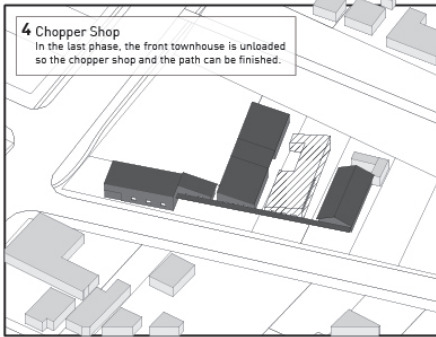 4 Chopper Shop
In the last phase, the front townhouse is unloaded
so the chopper shop and the path can be finished.